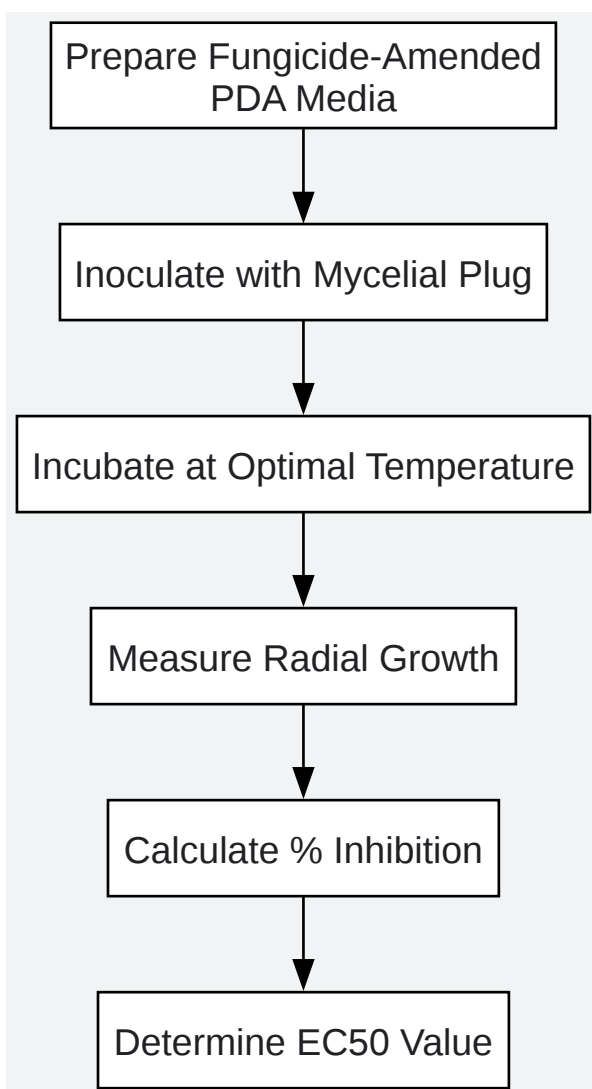 Prepare Fungicide-Amended
PDA Media
Inoculate with Mycelial Plug
Incubate at Optimal Temperature
Measure Radial Growth
Calculate % Inhibition
Determine EC50 Value